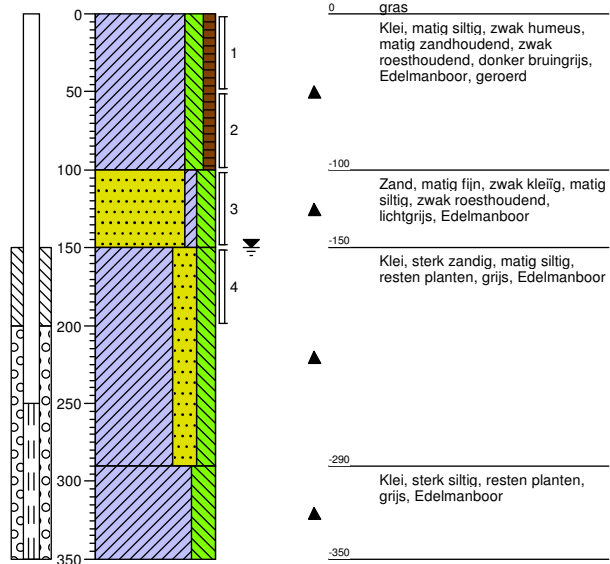 0
50
100
150
200
250
300
350
1
2
3
4
0
gras
Klei, matig siltig, zwak humeus,
matig zandhoudend, zwak
roesthoudend, donker bruingrijs,
Edelmanboor, geroerd
-100
Zand, matig fijn, zwak kleiïg, matig
siltig, zwak roesthoudend,
lichtgrijs, Edelmanboor
-150
Klei, sterk zandig, matig siltig,
resten planten, grijs, Edelmanboor
-290
Klei, sterk siltig, resten planten,
grijs, Edelmanboor
-350